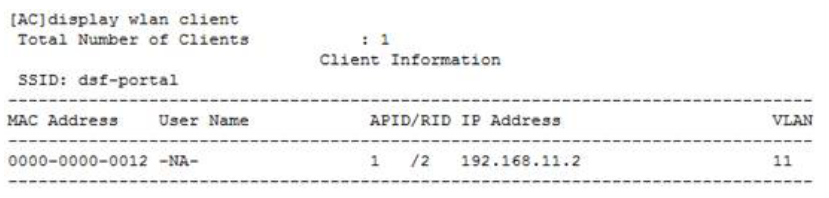 [AC]display wlan client
Total Number of Clients : 1
Client Information
SSID: dsf-portal
--------------------------------------------------------------------------------
MAC Address User Name APID/RID IP Address VLAN
--------------------------------------------------------------------------------
0000-0000-0012 -NA- 1 /2 192.168.11.2 11
--------------------------------------------------------------------------------